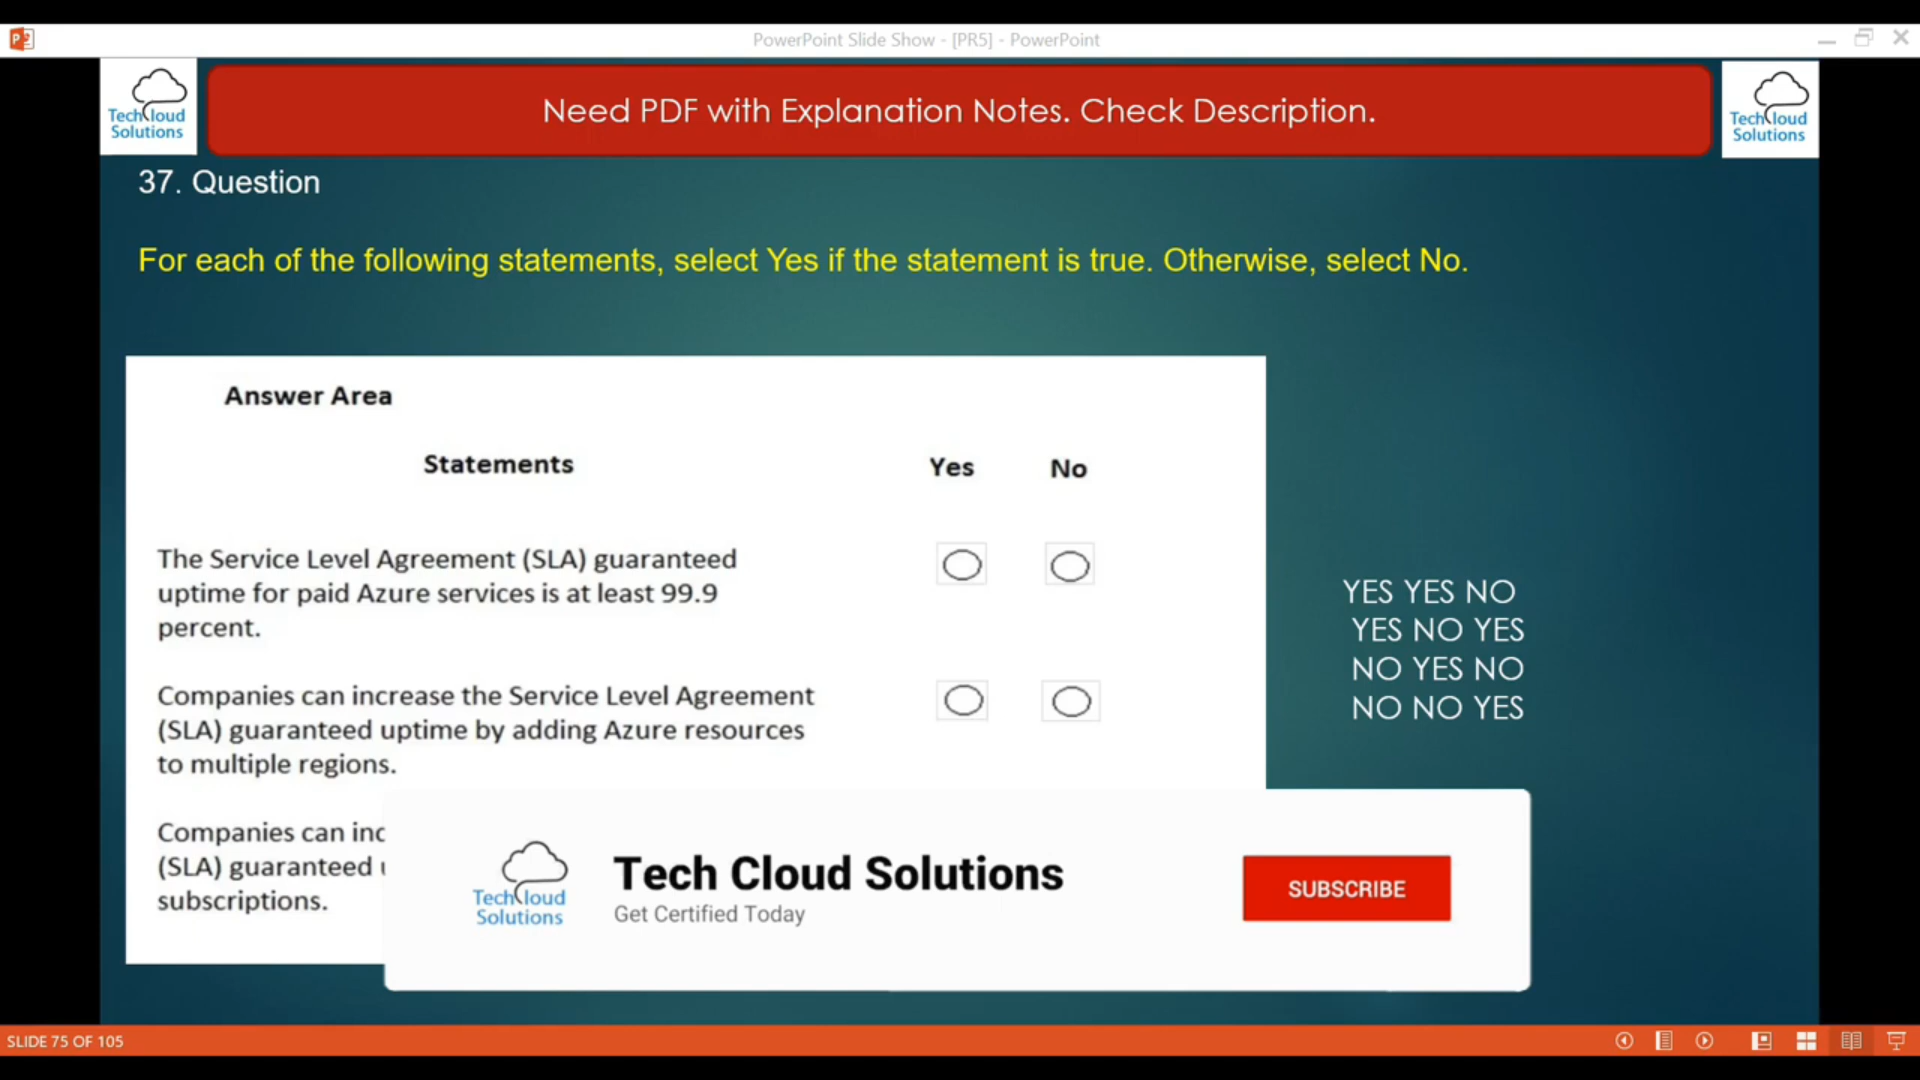 PowerPoint Slide Show - [PR5] - PowerPoint
TechCloud
Solutions
Need PDF with Explanation Notes. Check Description.
TechCloud
Solutions
37. Question
For each of the following statements, select Yes if the statement is true. Otherwise, select No.
Answer Area
Statements Yes No
The Service Level Agreement (SLA) guaranteed
uptime for paid Azure services is at least 99.9
percent.
Companies can increase the Service Level Agreement
(SLA) guaranteed uptime by adding Azure resources
to multiple regions.
Companies can inc
(SLA) guaranteed
subscriptions.
YES YES NO
YES NO YES
NO YES NO
NO NO YES
TechCloud
Solutions
Tech Cloud Solutions
Get Certified Today
SUBSCRIBE
SLIDE 75 OF 105